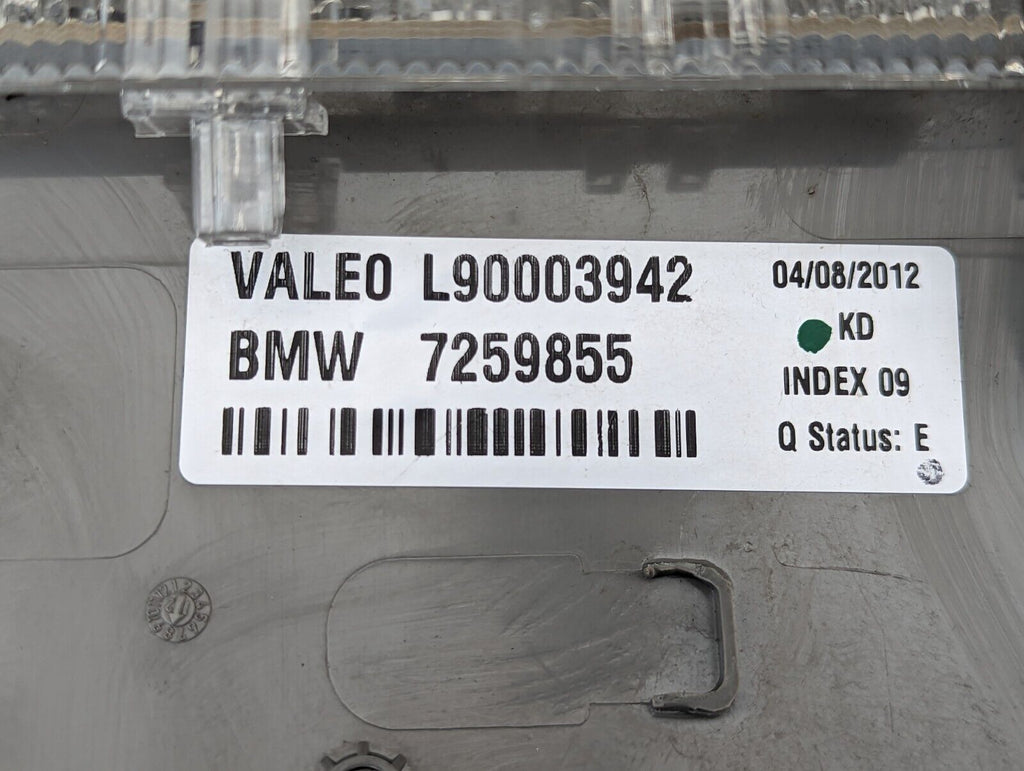 VALEO L90003942
BMW 7259855
04/08/2012
KD
INDEX 09
Q Status: E